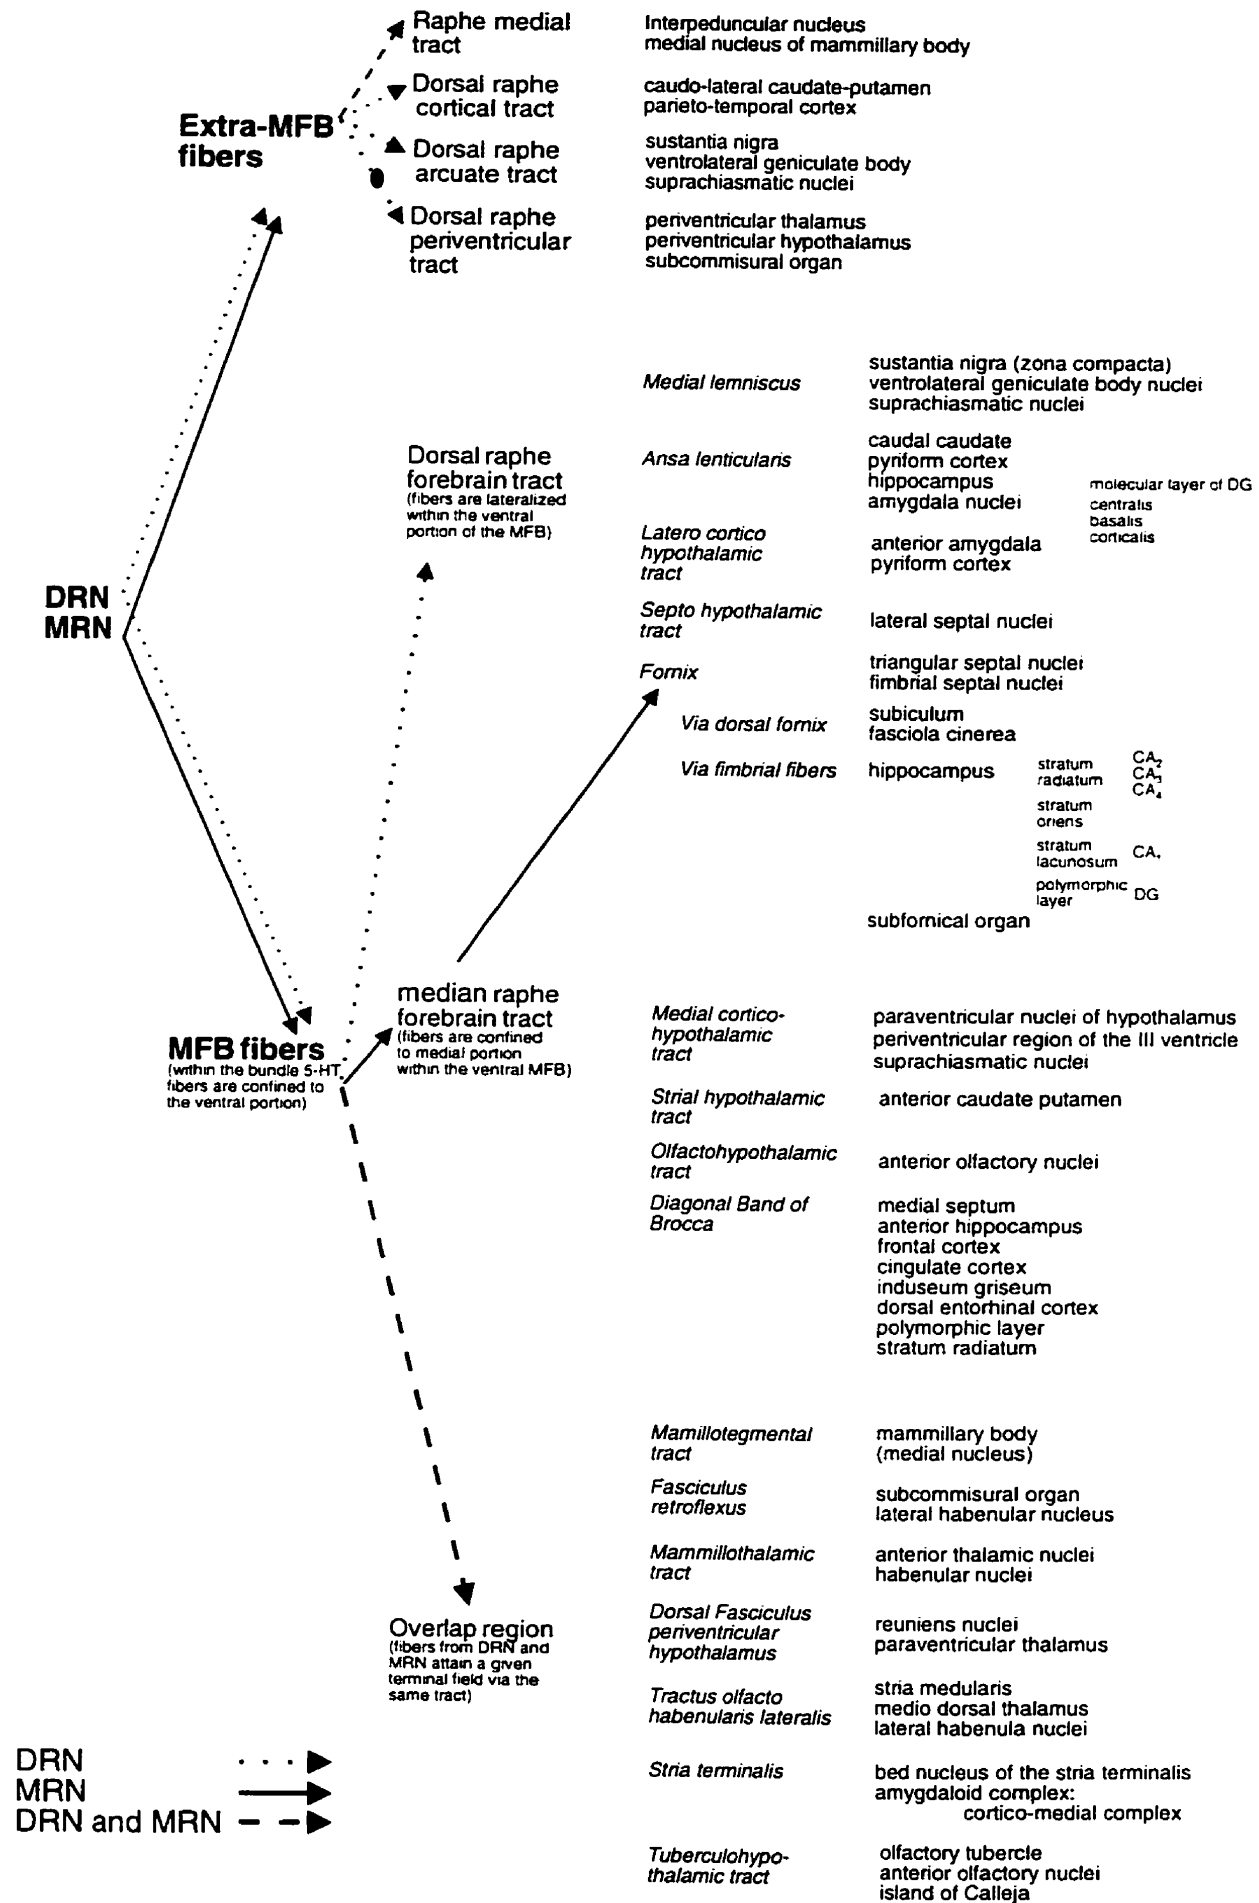 Raphe medial
tract
Interpeduncular nucleus
medial nucleus of mammillary body
Dorsal raphe
cortical tract
caudo-lateral caudate-putamen
parieto-temporal cortex
Extra-MFB
fibers
Dorsal raphe
arcuate tract
sustantia nigra
ventrolateral geniculate body
suprachiasmatic nuclei
Dorsal raphe
periventricular
tract
periventricular thalamus
periventricular hypothalamus
subcommisural organ
DRN
MRN
Dorsal raphe
forebrain tract
(fibers are lateralized
within the ventral
portion of the MFB)
Medial lemniscus
sustantia nigra (zona compacta)
ventrolateral geniculate body nuclei
suprachiasmatic nuclei
Ansa lenticularis
caudal caudate
pyriform cortex
hippocampus
amygdala nuclei
molecular layer of DG
centralis
basalis
corticalis
Latero cortico
hypothalamic
tract
anterior amygdala
pyriform cortex
Septo hypothalamic
tract
lateral septal nuclei
Fornix
triangular septal nuclei
fimbrial septal nuclei
Via dorsal fornix
subiculum
fasciola cinerea
Via fimbrial fibers
hippocampus
stratum
radiatum
CA₂
CA₃
CA₄
stratum
oriens
stratum
lacunosum
CA₁
polymorphic
layer
DG
subfornical organ
MFB fibers
(within the bundle 5-HT
fibers are confined to
the ventral portion)
median raphe
forebrain tract
(fibers are confined
to medial portion
within the ventral MFB)
Medial cortico-
hypothalamic
tract
paraventricular nuclei of hypothalamus
periventricular region of the III ventricle
suprachiasmatic nuclei
Strial hypothalamic
tract
anterior caudate putamen
Olfactohypothalamic
tract
anterior olfactory nuclei
Diagonal Band of
Brocca
medial septum
anterior hippocampus
frontal cortex
cingulate cortex
induseum griseum
dorsal entorhinal cortex
polymorphic layer
stratum radiatum
Overlap region
(fibers from DRN and
MRN attain a given
terminal field via the
same tract)
Mamillotegmental
tract
mammillary body
(medial nucleus)
Fasciculus
retroflexus
subcommisural organ
lateral habenular nucleus
Mammillothalamic
tract
anterior thalamic nuclei
habenular nuclei
Dorsal Fasciculus
periventricular
hypothalamus
reuniens nuclei
paraventricular thalamus
Tractus olfacto
habenularis lateralis
stria medularis
medio dorsal thalamus
lateral habenula nuclei
Stria terminalis
bed nucleus of the stria terminalis
amygdaloid complex:
cortico-medial complex
Tuberculohypo-
thalamic tract
olfactory tubercle
anterior olfactory nuclei
island of Calleja
DRN
MRN
DRN and MRN